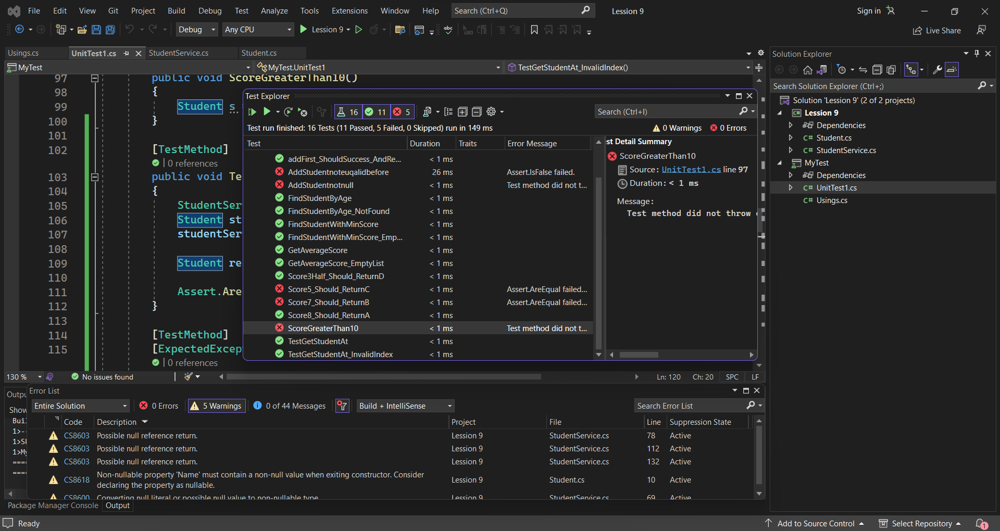 File Edit View Git Project Build Debug Test Analyze Tools Extensions Window Help Search (Ctrl+Q) Lession 9 Sign in
Debug Any CPU Lession 9 Live Share
Usings.cs UnitTest1.cs StudentService.cs Student.cs
MyTest MyTest.UnitTest1 TestGetStudentAt_InvalidIndex()
97 public void ScoreGreaterThan10()
98 {
99 Student s
100 }
101
102 [TestMethod]
0 references
103 public void Te
104 {
105 StudentSer
106 Student st
107 studentSer
108
109 Student re
110
111 Assert.Are
112 }
113
114 [TestMethod]
115 [ExpectedExcept
0 references
Test Explorer
16 11 5 Search (Ctrl+I)
Test run finished: 16 Tests (11 Passed, 5 Failed, 0 Skipped) run in 149 ms 0 Warnings 0 Errors
Test Duration Traits Error Message
addFirst_ShouldSuccess_AndRe... < 1 ms
AddStudentnoteuqalidbefore 26 ms Assert.IsFalse failed.
AddStudentnotnull < 1 ms Test method did not t...
FindStudentByAge < 1 ms
FindStudentByAge_NotFound < 1 ms
FindStudentWithMinScore < 1 ms
FindStudentWithMinScore_Emp... < 1 ms
GetAverageScore < 1 ms
GetAverageScore_EmptyList < 1 ms
Score3Half_Should_ReturnD < 1 ms
Score5_Should_ReturnC < 1 ms Assert.AreEqual failed...
Score7_Should_ReturnB < 1 ms Assert.AreEqual failed...
Score8_Should_ReturnA < 1 ms
ScoreGreaterThan10 < 1 ms Test method did not t...
TestGetStudentAt < 1 ms
TestGetStudentAt_InvalidIndex < 1 ms
st Detail Summary
ScoreGreaterThan10
Source: UnitTest1.cs line 97
Duration: < 1 ms
Message:
Test method did not throw
130 % No issues found Ln: 120 Ch: 20 SPC LF
Solution Explorer
Search Solution Explorer (Ctrl+;)
Solution 'Lession 9' (2 of 2 projects)
Lession 9
Dependencies
Student.cs
StudentService.cs
MyTest
Dependencies
UnitTest1.cs
Usings.cs
Outpu
Show
Bui
1>--
1>Sk
1>My
====
====
Error List
Entire Solution 0 Errors 5 Warnings 0 of 44 Messages Build + IntelliSense Search Error List
Code Description Project File Line Suppression State
CS8603 Possible null reference return. Lession 9 StudentService.cs 78 Active
CS8603 Possible null reference return. Lession 9 StudentService.cs 112 Active
CS8603 Possible null reference return. Lession 9 StudentService.cs 132 Active
CS8618 Non-nullable property 'Name' must contain a non-null value when exiting constructor. Consider declaring the property as nullable. Lession 9 Student.cs 10 Active
CS8600 Converting null literal or possible null value to non-nullable type. Lession 9 StudentService.cs 69 Active
Package Manager Console Output
Ready Add to Source Control Select Repository 1